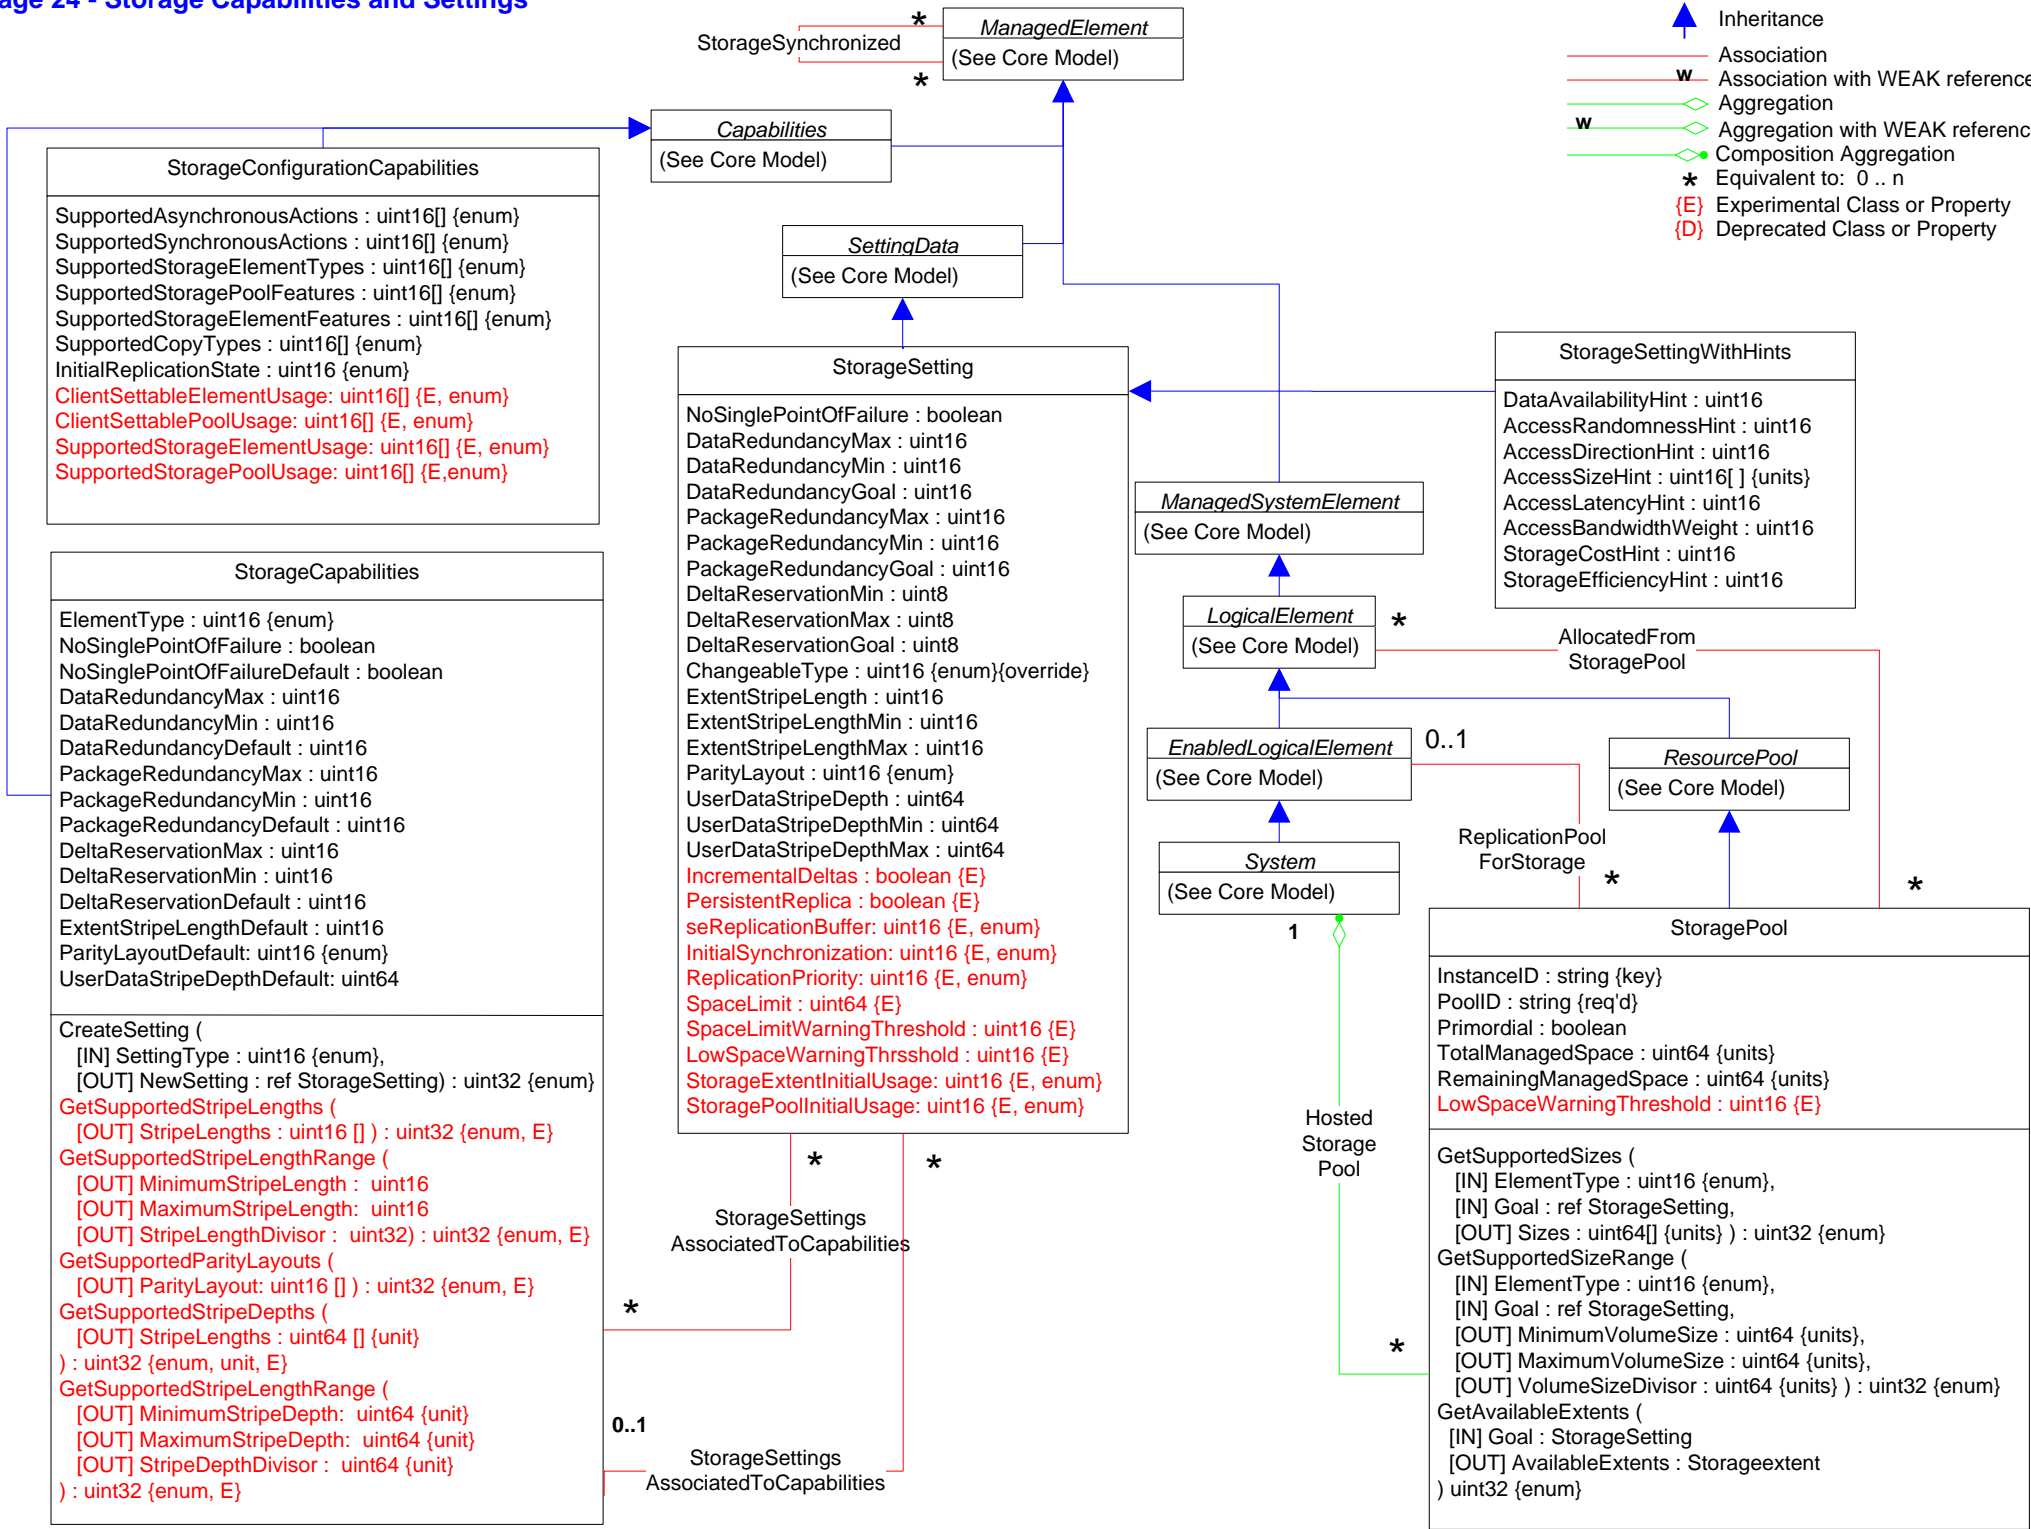 age 24 - Storage Capabilities and Settings
Inheritance
Association
w
Association with WEAK reference
Aggregation
w
Aggregation with WEAK referenc
Composition Aggregation
* Equivalent to: 0 .. n
{E} Experimental Class or Property
{D} Deprecated Class or Property
*
StorageSynchronized
*
ManagedElement
(See Core Model)
Capabilities
(See Core Model)
SettingData
(See Core Model)
StorageConfigurationCapabilities
SupportedAsynchronousActions : uint16[] {enum}
SupportedSynchronousActions : uint16[] {enum}
SupportedStorageElementTypes : uint16[] {enum}
SupportedStoragePoolFeatures : uint16[] {enum}
SupportedStorageElementFeatures : uint16[] {enum}
SupportedCopyTypes : uint16[] {enum}
InitialReplicationState : uint16 {enum}
ClientSettableElementUsage: uint16[] {E, enum}
ClientSettablePoolUsage: uint16[] {E, enum}
SupportedStorageElementUsage: uint16[] {E, enum}
SupportedStoragePoolUsage: uint16[] {E,enum}
StorageCapabilities
ElementType : uint16 {enum}
NoSinglePointOfFailure : boolean
NoSinglePointOfFailureDefault : boolean
DataRedundancyMax : uint16
DataRedundancyMin : uint16
DataRedundancyDefault : uint16
PackageRedundancyMax : uint16
PackageRedundancyMin : uint16
PackageRedundancyDefault : uint16
DeltaReservationMax : uint16
DeltaReservationMin : uint16
DeltaReservationDefault : uint16
ExtentStripeLengthDefault : uint16
ParityLayoutDefault: uint16 {enum}
UserDataStripeDepthDefault: uint64
CreateSetting (
[IN] SettingType : uint16 {enum},
[OUT] NewSetting : ref StorageSetting) : uint32 {enum}
GetSupportedStripeLengths (
[OUT] StripeLengths : uint16 [] ) : uint32 {enum, E}
GetSupportedStripeLengthRange (
[OUT] MinimumStripeLength :  uint16
[OUT] MaximumStripeLength:  uint16
[OUT] StripeLengthDivisor :  uint32) : uint32 {enum, E}
GetSupportedParityLayouts (
[OUT] ParityLayout: uint16 [] ) : uint32 {enum, E}
GetSupportedStripeDepths (
[OUT] StripeLengths : uint64 [] {unit}
) : uint32 {enum, unit, E}
GetSupportedStripeLengthRange (
[OUT] MinimumStripeDepth:  uint64 {unit}
[OUT] MaximumStripeDepth:  uint64 {unit}
[OUT] StripeDepthDivisor :  uint64 {unit}
) : uint32 {enum, E}
StorageSetting
NoSinglePointOfFailure : boolean
DataRedundancyMax : uint16
DataRedundancyMin : uint16
DataRedundancyGoal : uint16
PackageRedundancyMax : uint16
PackageRedundancyMin : uint16
PackageRedundancyGoal : uint16
DeltaReservationMin : uint8
DeltaReservationMax : uint8
DeltaReservationGoal : uint8
ChangeableType : uint16 {enum}{override}
ExtentStripeLength : uint16
ExtentStripeLengthMin : uint16
ExtentStripeLengthMax : uint16
ParityLayout : uint16 {enum}
UserDataStripeDepth : uint64
UserDataStripeDepthMin : uint64
UserDataStripeDepthMax : uint64
IncrementalDeltas : boolean {E}
PersistentReplica : boolean {E}
seReplicationBuffer: uint16 {E, enum}
InitialSynchronization: uint16 {E, enum}
ReplicationPriority: uint16 {E, enum}
SpaceLimit : uint64 {E}
SpaceLimitWarningThreshold : uint16 {E}
LowSpaceWarningThrsshold : uint16 {E}
StorageExtentInitialUsage: uint16 {E, enum}
StoragePoolInitialUsage: uint16 {E, enum}
*
*
StorageSettings
AssociatedToCapabilities
*
0..1
StorageSettings
AssociatedToCapabilities
StorageSettingWithHints
DataAvailabilityHint : uint16
AccessRandomnessHint : uint16
AccessDirectionHint : uint16
AccessSizeHint : uint16[ ] {units}
AccessLatencyHint : uint16
AccessBandwidthWeight : uint16
StorageCostHint : uint16
StorageEfficiencyHint : uint16
ManagedSystemElement
(See Core Model)
LogicalElement
(See Core Model)
*
AllocatedFrom
StoragePool
EnabledLogicalElement
(See Core Model)
0..1
ResourcePool
(See Core Model)
ReplicationPool
ForStorage
*
*
System
(See Core Model)
1
Hosted
Storage
Pool
*
StoragePool
InstanceID : string {key}
PoolID : string {req'd}
Primordial : boolean
TotalManagedSpace : uint64 {units}
RemainingManagedSpace : uint64 {units}
LowSpaceWarningThreshold : uint16 {E}
GetSupportedSizes (
[IN] ElementType : uint16 {enum},
[IN] Goal : ref StorageSetting,
[OUT] Sizes : uint64[] {units} ) : uint32 {enum}
GetSupportedSizeRange (
[IN] ElementType : uint16 {enum},
[IN] Goal : ref StorageSetting,
[OUT] MinimumVolumeSize : uint64 {units},
[OUT] MaximumVolumeSize : uint64 {units},
[OUT] VolumeSizeDivisor : uint64 {units} ) : uint32 {enum}
GetAvailableExtents (
[IN] Goal : StorageSetting
[OUT] AvailableExtents : Storageextent
) uint32 {enum}